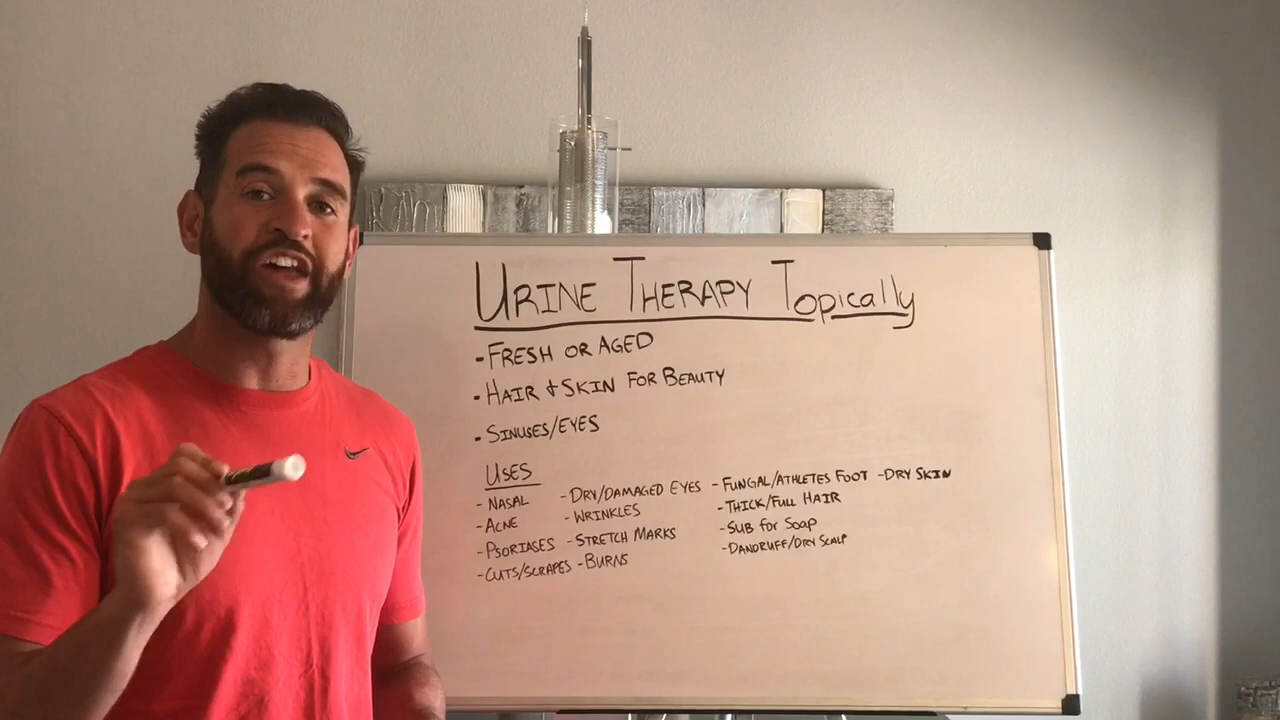 URINE THERAPY Topically
-FRESH OR AGED
-HAIR & SKIN FOR BEAUTY
-SINUSES/EYES
USES
-NASAL
-ACNE
-PSORIASES
-CUTS/SCRAPES
-DRY/DAMAGED EYES
-WRINKLES
-STRETCH MARKS
-BURNS
-FUNGAL/ATHLETES FOOT
-THICK/FULL HAIR
-SUB for SOAP
-DANDRUFF/DRY SCALP
-DRY SKIN